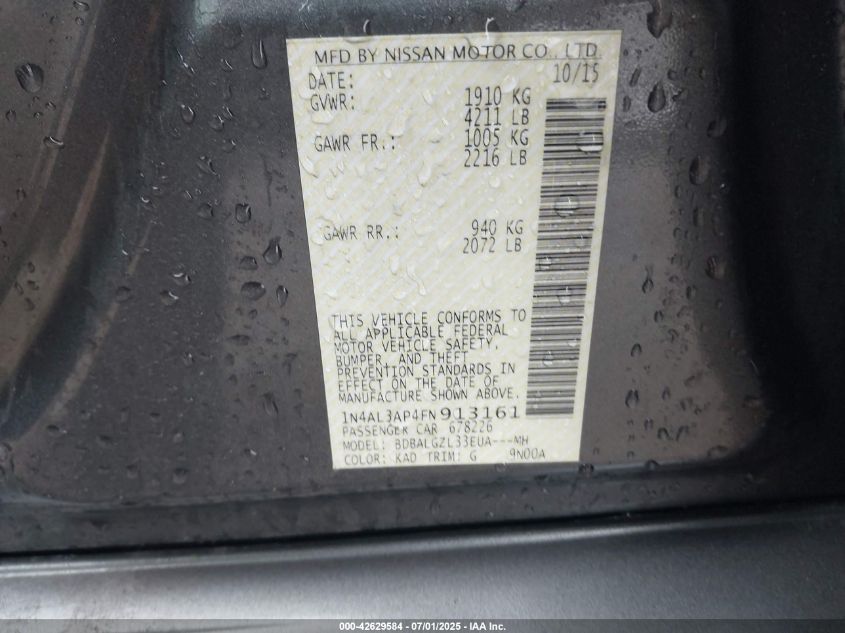 MFD BY NISSAN MOTOR CO., LTD.
DATE: 10/15
GVWR: 1910 KG
4211 LB
GAWR FR.: 1005 KG
2216 LB
GAWR RR.: 940 KG
2072 LB
THIS VEHICLE CONFORMS TO
ALL APPLICABLE FEDERAL
MOTOR VEHICLE SAFETY,
BUMPER, AND THEFT
PREVENTION STANDARDS IN
EFFECT ON THE DATE OF
MANUFACTURE SHOWN ABOVE.
1N4AL3AP4FN913161
PASSENGER CAR 678226
MODEL: BDBALGZL33EUA---MH
COLOR: KAD TRIM: G 9N00A
000-42629584 - 07/01/2025 - IAA Inc.